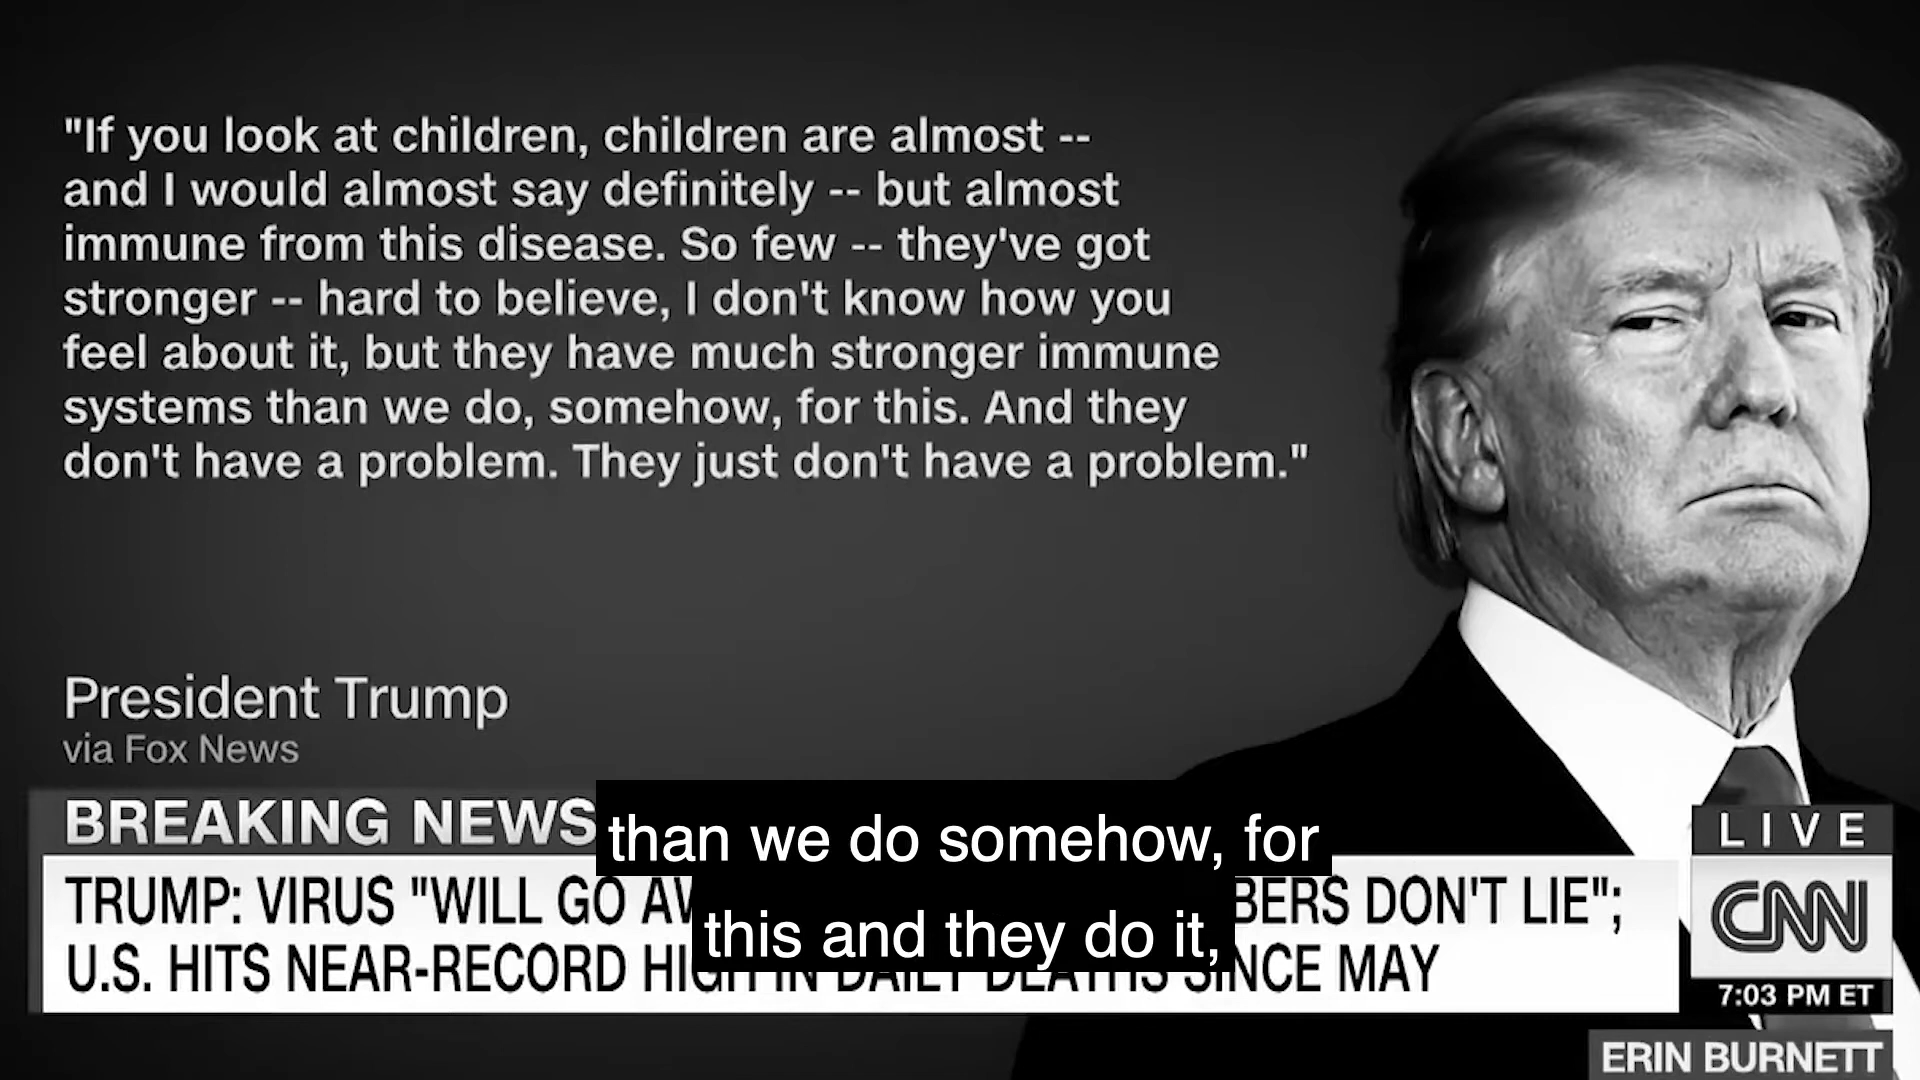 "If you look at children, children are almost --
and I would almost say definitely -- but almost
immune from this disease. So few -- they've got
stronger -- hard to believe, I don't know how you
feel about it, but they have much stronger immune
systems than we do, somehow, for this. And they
don't have a problem. They just don't have a problem."
President Trump
via Fox News
BREAKING NEWS
than we do somehow, for
this and they do it,
TRUMP: VIRUS "WILL GO DON'T LIE";
U.S. HITS NEAR-RECORD HIGH IN DAILY DEATHS SINCE MAY
LIVE
CNN
7:03 PM ET
ERIN BURNETT